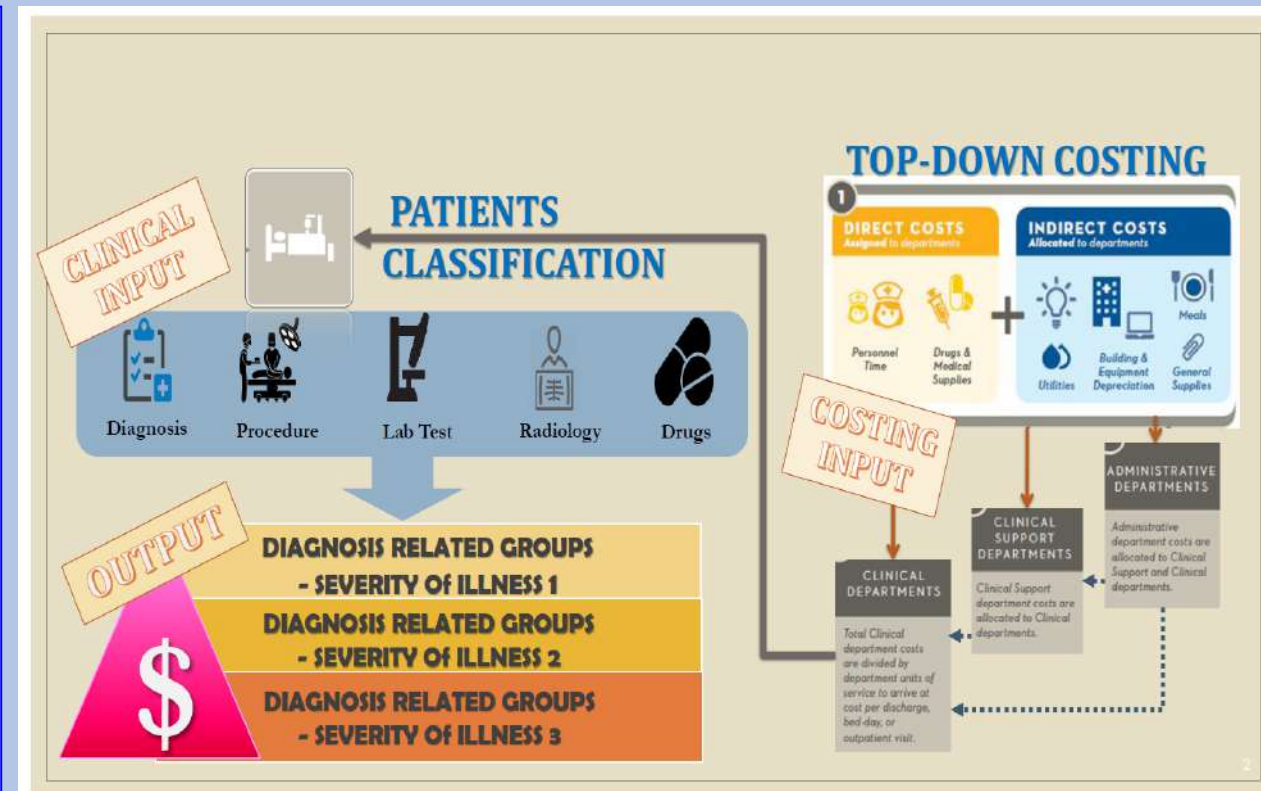 CLINICAL
INPUT
PATIENTS
CLASSIFICATION
Diagnosis
Procedure
Lab Test
Radiology
Drugs
OUTPUT
$
DIAGNOSIS RELATED GROUPS
- SEVERITY OF ILLNESS 1
DIAGNOSIS RELATED GROUPS
- SEVERITY OF ILLNESS 2
DIAGNOSIS RELATED GROUPS
- SEVERITY OF ILLNESS 3
TOP-DOWN COSTING
1
DIRECT COSTS
Assigned to departments
Personnel
Time
Drugs &
Medical
Supplies
+
INDIRECT COSTS
Allocated to departments
Utilities
Building &
Equipment
Depreciation
Meals
General
Supplies
COSTING
INPUT
CLINICAL
DEPARTMENTS
Total Clinical
department costs
are divided by
department units of
service to arrive at
cost per discharge,
bed-day, or
outpatient visit.
CLINICAL
SUPPORT
DEPARTMENTS
Clinical Support
department costs are
allocated to Clinical
departments.
ADMINISTRATIVE
DEPARTMENTS
Administrative
department costs are
allocated to Clinical
Support and Clinical
departments.
2